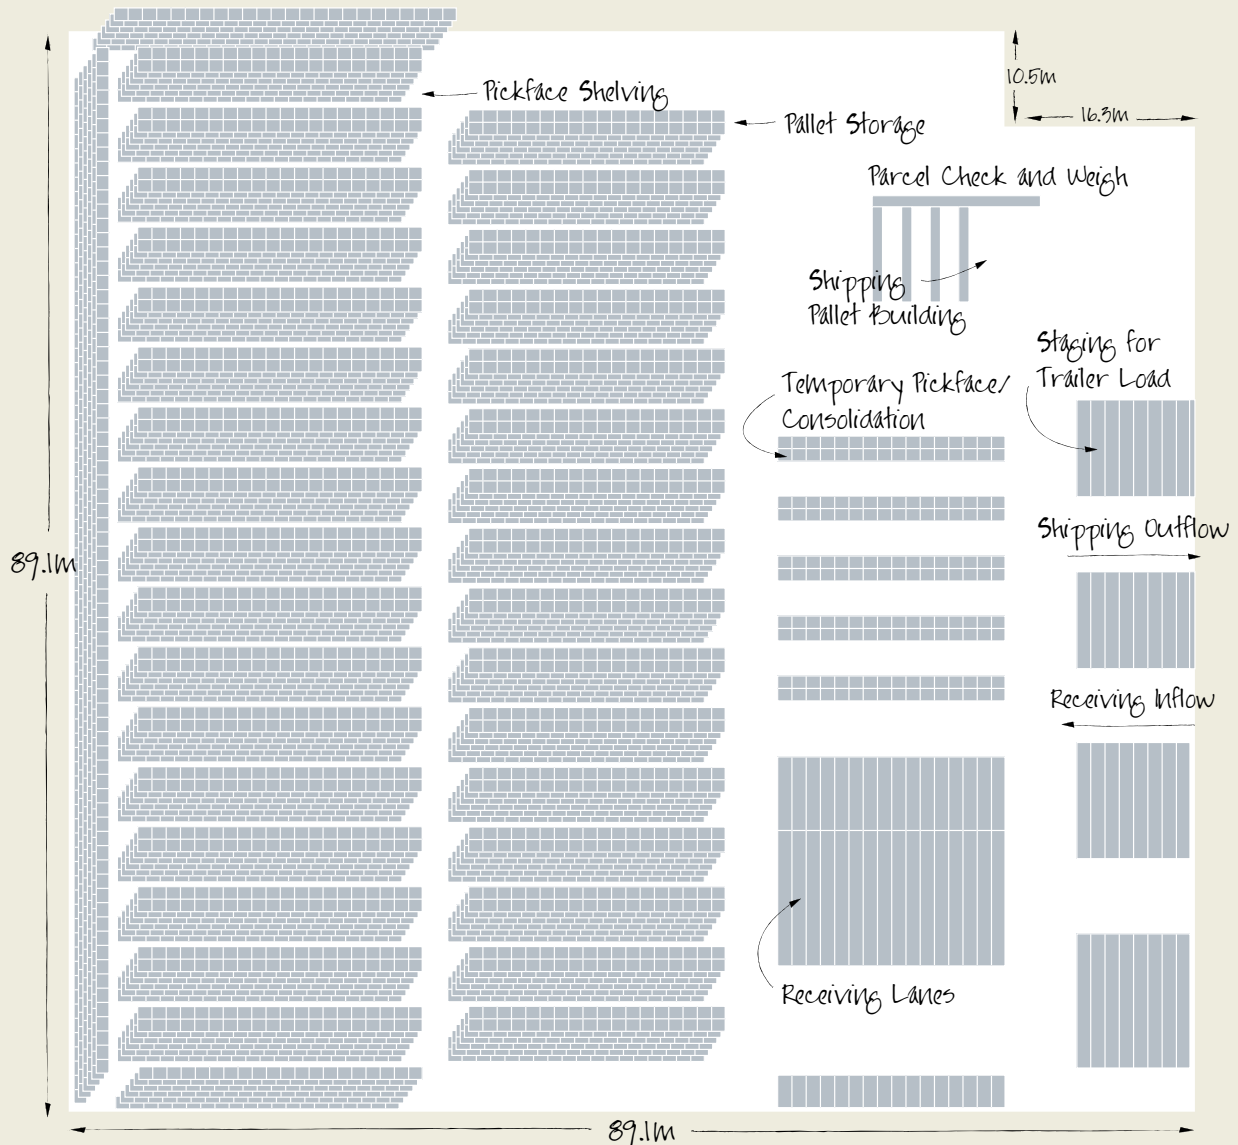 10.5m
16.3m
Pickface Shelving
Pallet Storage
Parcel Check and Weigh
Shipping
Pallet Building
Staging for
Trailer Load
Temporary Pickface/
Consolidation
Shipping Outflow
89.1m
Receiving Inflow
Receiving Lanes
89.1m